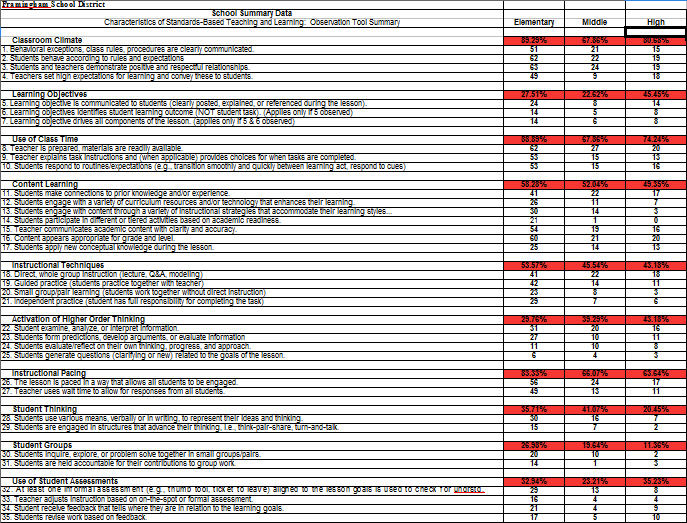 Framingham School District
School Summary Data
Characteristics of Standards-Based Teaching and Learning: Observation Tool Summary Elementary Middle High
Classroom Climate 89.29% 67.86% 80.68%
1. Behavioral exceptions, class rules, procedures are clearly communicated. 51 21 15
2. Students behave according to rules and expectations 62 22 19
3. Students and teachers demonstrate positive and respectful relationships. 63 24 19
4. Teachers set high expectations for learning and convey these to students. 49 9 18
Learning Objectives 27.51% 22.62% 45.45%
5. Learning objective is communicated to students (clearly posted, explained, or referenced during the lesson). 24 8 14
6. Learning objectives identifies student learning outcome (NOT student task). (Applies only if 5 observed) 14 5 8
7. Learning objective drives all components of the lesson. (applies only if 5 & 6 observed) 14 6 8
Use of Class Time 88.89% 67.86% 74.24%
8. Teacher is prepared, materials are readily available. 62 27 20
9. Teacher explains task instructions and (when applicable) provides choices for when tasks are completed. 53 15 13
10. Students respond to routines/expectations (e.g., transition smoothly and quickly between learning act, respond to cues) 53 15 16
Content Learning 58.28% 52.04% 49.35%
11. Students make connections to prior knowledge and/or experience. 41 22 17
12. Students engage with a variety of curriculum resources and/or technology that enhances their learning. 26 11 7
13. Students engage with content through a variety of instructional strategies that accommodate their learning styles... 30 14 3
14. Students participate in different or tiered activities based on academic readiness. 21 1 0
15. Teacher communicates academic content with clarity and accuracy. 54 19 16
16. Content appears appropriate for grade and level. 60 21 20
17. Students apply new conceptual knowledge during the lesson. 25 14 13
Instructional Techniques 53.57% 45.54% 43.18%
18. Direct, whole group instruction (lecture, Q&A, modeling) 41 22 18
19. Guided practice (students practice together with teacher) 42 14 11
20. Small group/pair learning (students work together without direct instruction) 23 8 3
21. Independent practice (student has full responsibility for completing the task) 29 7 6
Activation of Higher Order Thinking 29.76% 39.29% 43.18%
22. Student examine, analyze, or interpret information. 31 20 16
23. Students form predictions, develop arguments, or evaluate information 27 10 11
24. Students evaluate/reflect on their own thinking, progress, and approach. 11 10 8
25. Students generate questions (clarifying or new) related to the goals of the lesson. 6 4 3
Instructional Pacing 83.33% 66.07% 63.64%
26. The lesson is paced in a way that allows all students to be engaged. 56 24 17
27. Teacher uses wait time to allow for responses from all students. 49 13 11
Student Thinking 35.71% 41.07% 20.45%
28. Students use various means, verbally or in writing, to represent their ideas and thinking. 30 16 7
29. Students are engaged in structures that advance their thinking, i.e., think-pair-share, turn-and-talk. 15 7 2
Student Groups 26.98% 19.64% 11.36%
30. Students inquire, explore, or problem solve together in small groups/pairs. 20 10 2
31. Students are held accountable for their contributions to group work. 14 1 3
Use of Student Assessments 32.94% 23.21% 35.23%
32. At least one informal assessment (e.g., thumb tool, ticket to leave) aligned to the lesson goals is used to check for undrstd. 29 13 8
33. Teacher adjusts instruction based on on-the-spot or formal assessment. 16 4 4
34. Student receive feedback that tells where they are in relation to the learning goals. 21 4 9
35. Students revise work based on feedback. 17 5 10